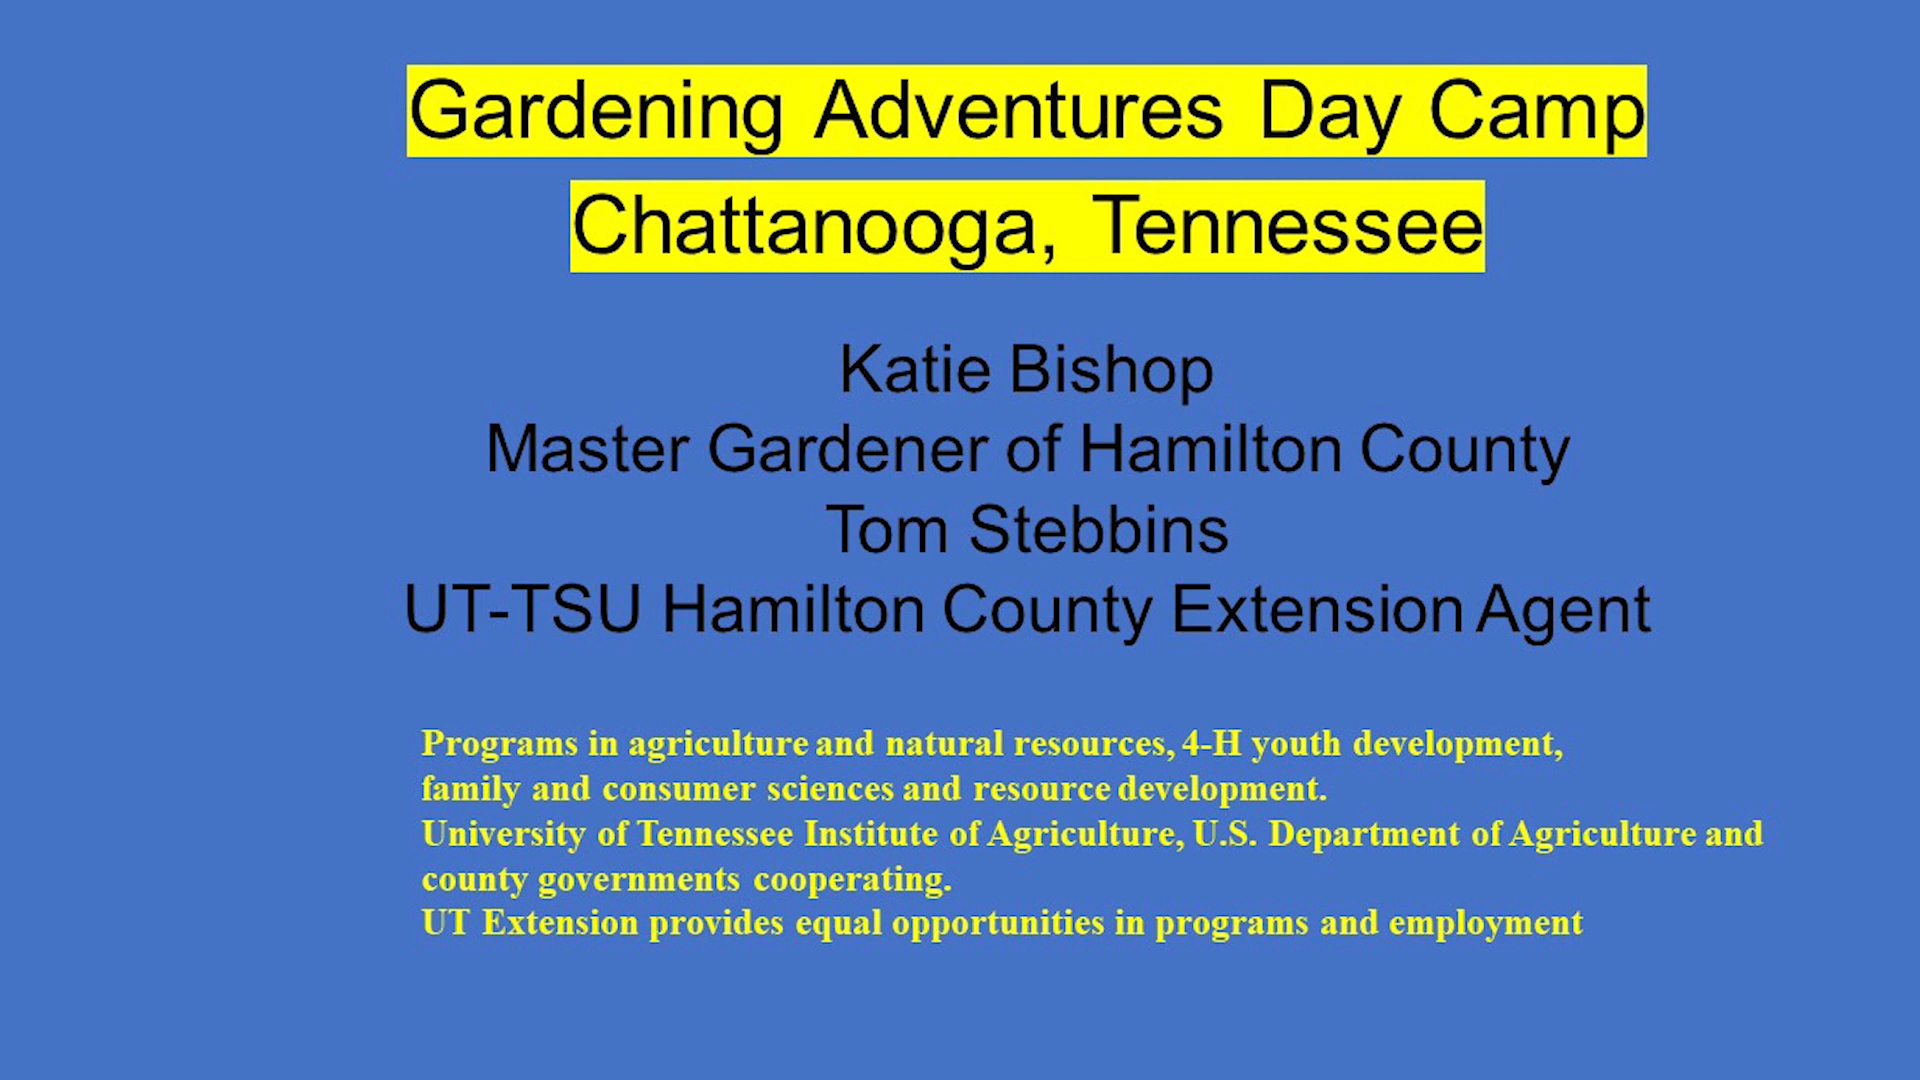 Gardening Adventures Day Camp
Chattanooga, Tennessee
Katie Bishop
Master Gardener of Hamilton County
Tom Stebbins
UT-TSU Hamilton County Extension Agent
Programs in agriculture and natural resources, 4-H youth development,
family and consumer sciences and resource development.
University of Tennessee Institute of Agriculture, U.S. Department of Agriculture and
county governments cooperating.
UT Extension provides equal opportunities in programs and employment